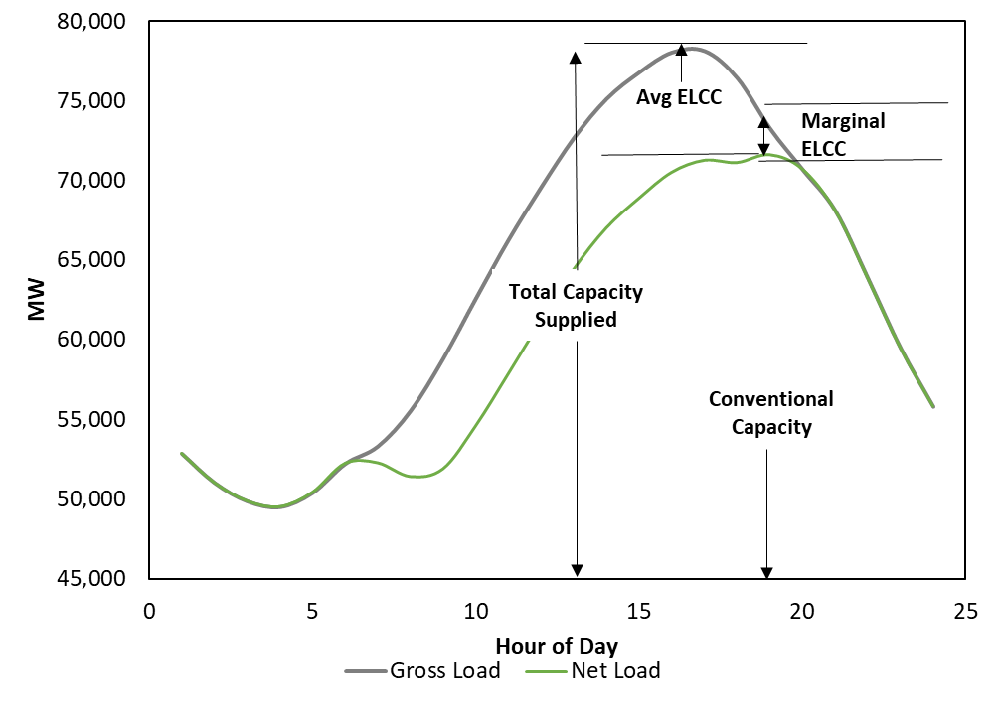 80,000
75,000
70,000
65,000
60,000
55,000
50,000
45,000
MW
Avg ELCC
Marginal
ELCC
Total Capacity
Supplied
Conventional
Capacity
0 5 10 15 20 25
Hour of Day
Gross Load Net Load